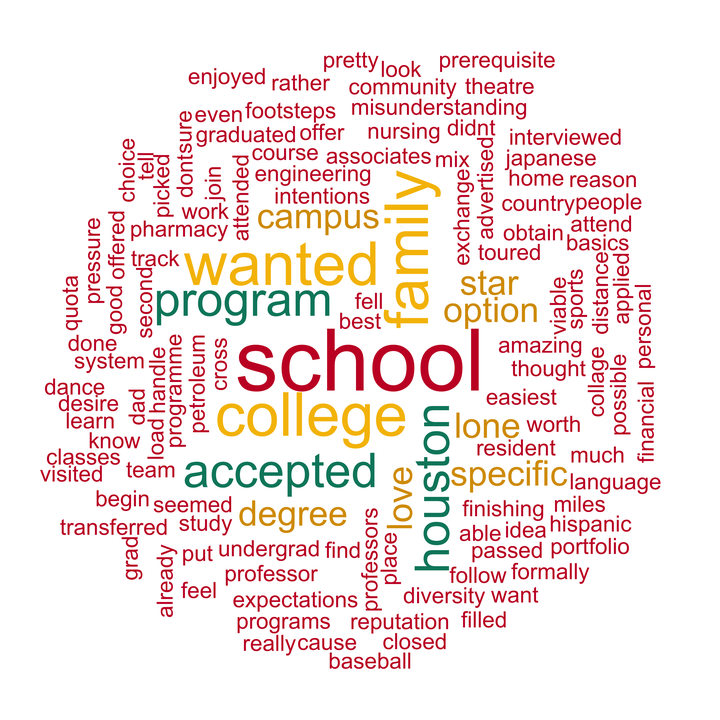 pretty
look
prerequisite
enjoyed
rather
community
theatre
even
footsteps
misunderstanding
graduated
offer
nursing
didnt
interviewed
choice
tell
picked
dontsure
join
attended
course
associates
mix
exchangex
advertised
japanese
engineering
home
reason
intentions
country
people
work
campus
pharmacy
obtain
attend
basics
toured
family
wanted
track
pressure
good
offered
second
quota
program
fell
best
star
option
viable
sports
distance
applied
personal
done
system
school
amazing
thought
cross
petroleum
programme
handle
load
dad
dance
desire
learn
know
easiest
collage
possible
financial
college
houston
lone
worth
resident
much
classes
visited
team
accepted
love
specific
language
begin
seemed
degree
finishing
miles
transferred
study
able
idea
hispanic
passed
portfolio
grad
already
put
undergrad
find
professors
place
professor
feel
follow
formally
expectations
diversity
want
programs
reputation
filled
really
cause
closed
baseball